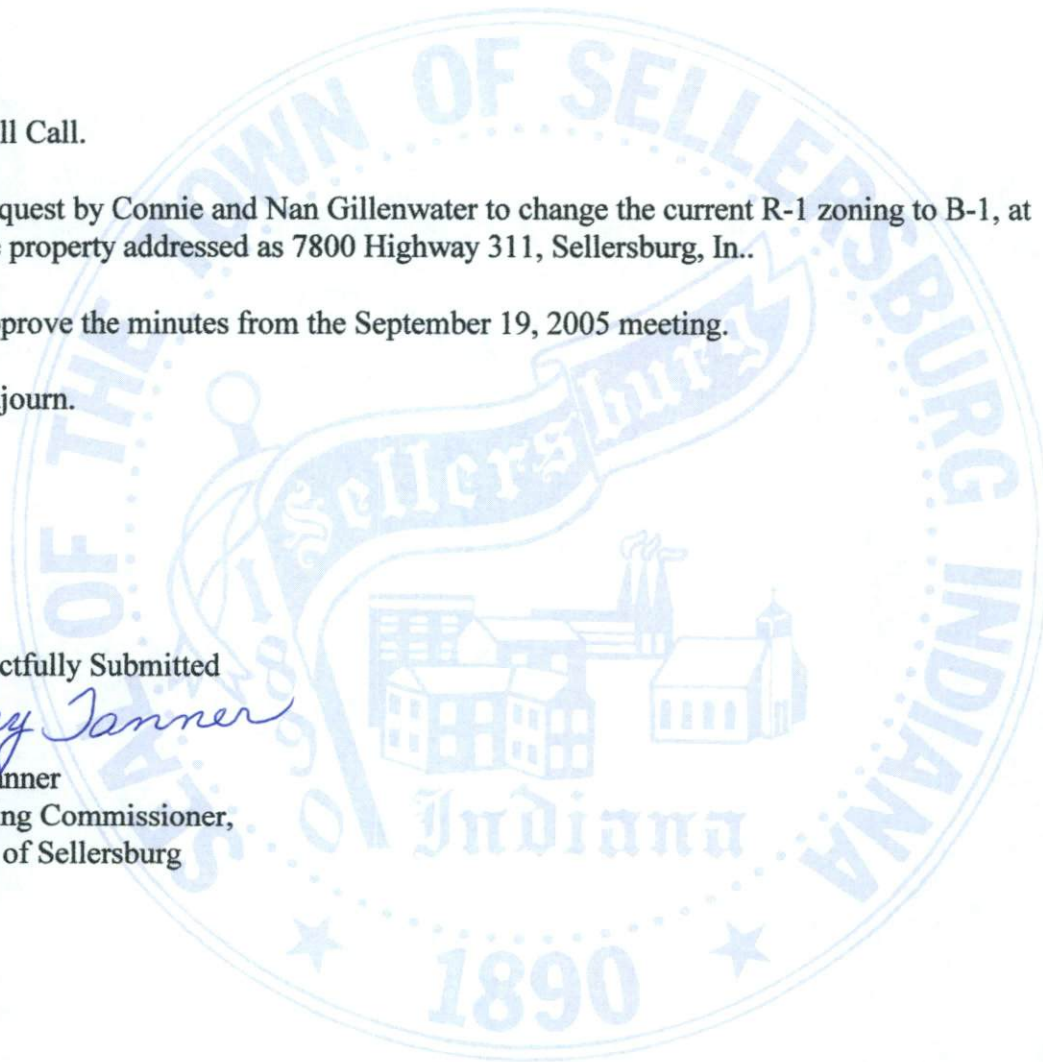 ll Call.
quest by Connie and Nan Gillenwater to change the current R-1 zoning to B-1, at
property addressed as 7800 Highway 311, Sellersburg, In..
prove the minutes from the September 19, 2005 meeting.
journ.
ctfully Submitted
y Tanner
anner
ng Commissioner,
of Sellersburg
SEAL OF THE TOWN OF SELLERSBURG INDIANA
Sellersburg
1890
Indiana
1890